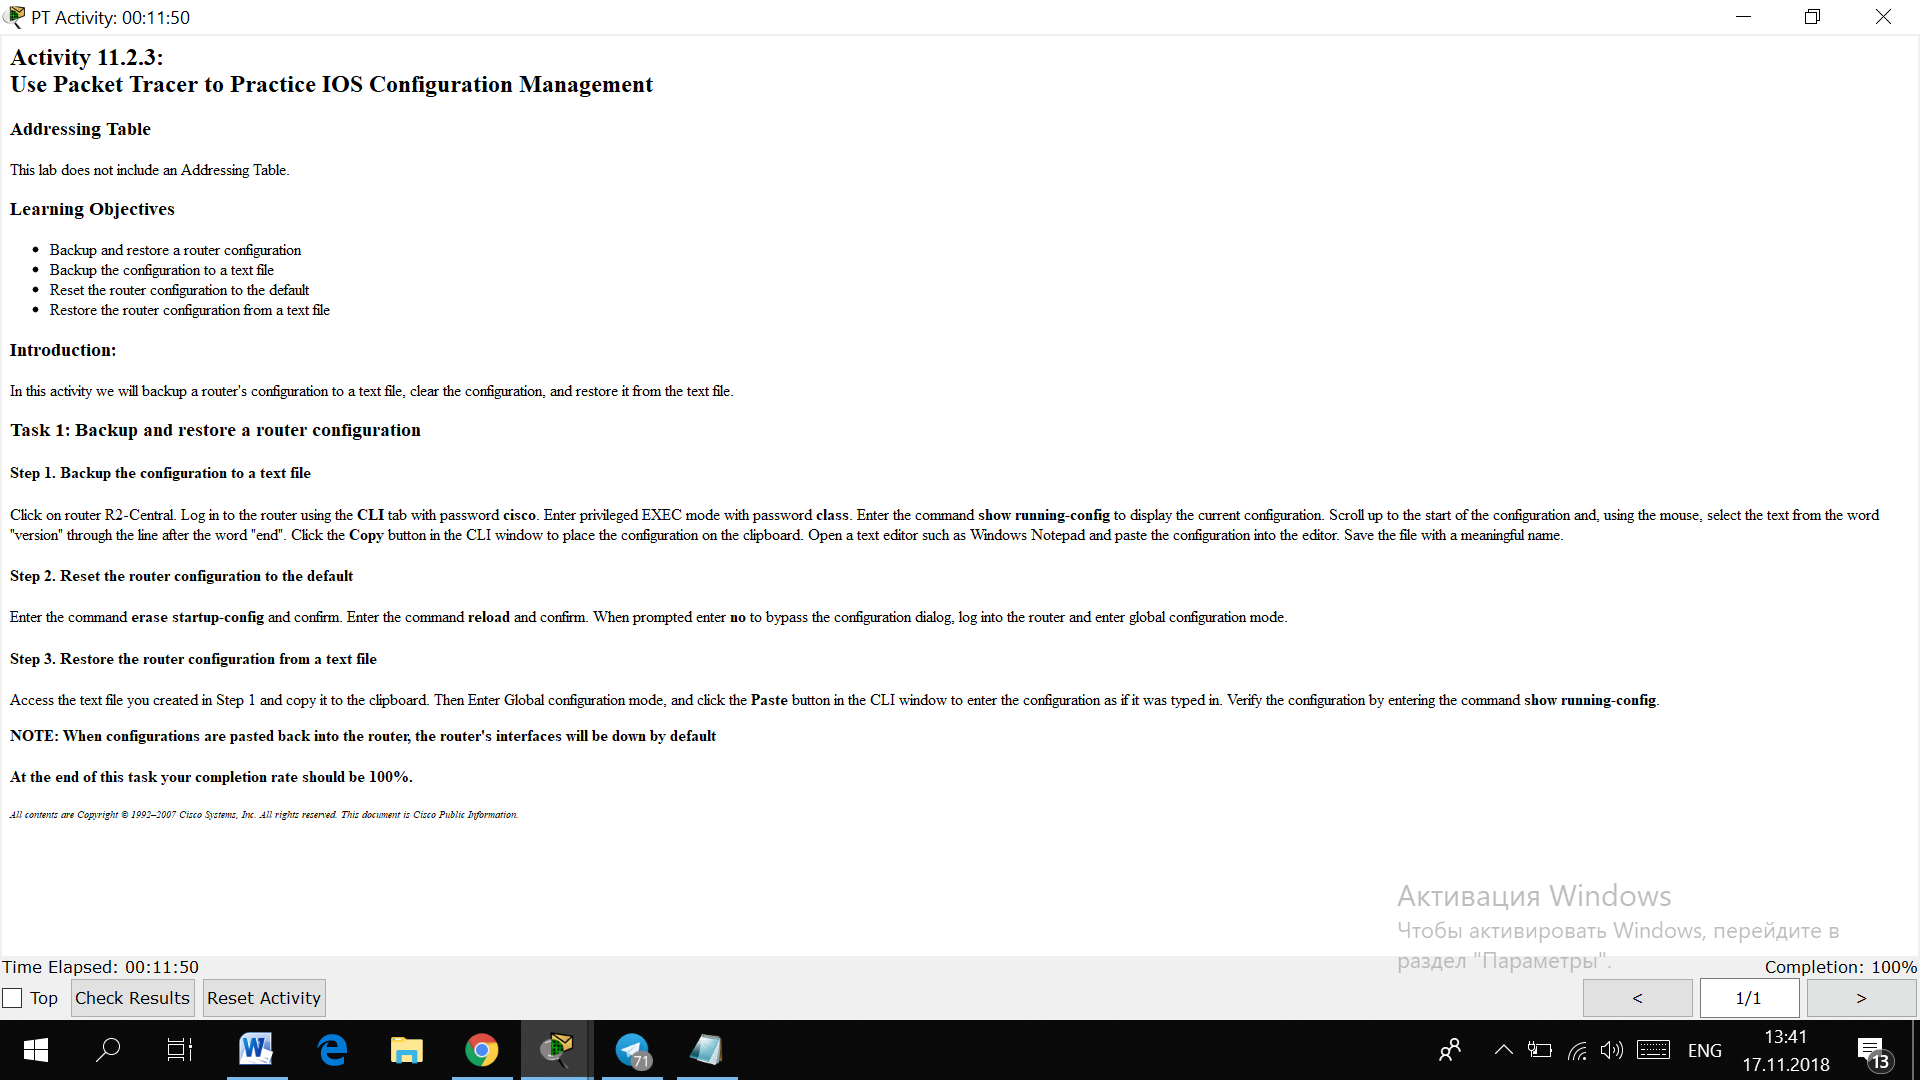 PT Activity: 00:11:50
Activity 11.2.3:
Use Packet Tracer to Practice IOS Configuration Management
Addressing Table
This lab does not include an Addressing Table.
Learning Objectives
• Backup and restore a router configuration
• Backup the configuration to a text file
• Reset the router configuration to the default
• Restore the router configuration from a text file
Introduction:
In this activity we will backup a router's configuration to a text file, clear the configuration, and restore it from the text file.
Task 1: Backup and restore a router configuration
Step 1. Backup the configuration to a text file
Click on router R2-Central. Log in to the router using the CLI tab with password cisco. Enter privileged EXEC mode with password class. Enter the command show running-config to display the current configuration. Scroll up to the start of the configuration and, using the mouse, select the text from the word
"version" through the line after the word "end". Click the Copy button in the CLI window to place the configuration on the clipboard. Open a text editor such as Windows Notepad and paste the configuration into the editor. Save the file with a meaningful name.
Step 2. Reset the router configuration to the default
Enter the command erase startup-config and confirm. Enter the command reload and confirm. When prompted enter no to bypass the configuration dialog, log into the router and enter global configuration mode.
Step 3. Restore the router configuration from a text file
Access the text file you created in Step 1 and copy it to the clipboard. Then Enter Global configuration mode, and click the Paste button in the CLI window to enter the configuration as if it was typed in. Verify the configuration by entering the command show running-config.
NOTE: When configurations are pasted back into the router, the router's interfaces will be down by default
At the end of this task your completion rate should be 100%.
All contents are Copyright © 1992–2007 Cisco Systems, Inc. All rights reserved. This document is Cisco Public Information.
Активация Windows
Чтобы активировать Windows, перейдите в
раздел "Параметры".
Time Elapsed: 00:11:50
Completion: 100%
Top
Check Results
Reset Activity
<
1/1
>
71
ENG
13:41
17.11.2018
13